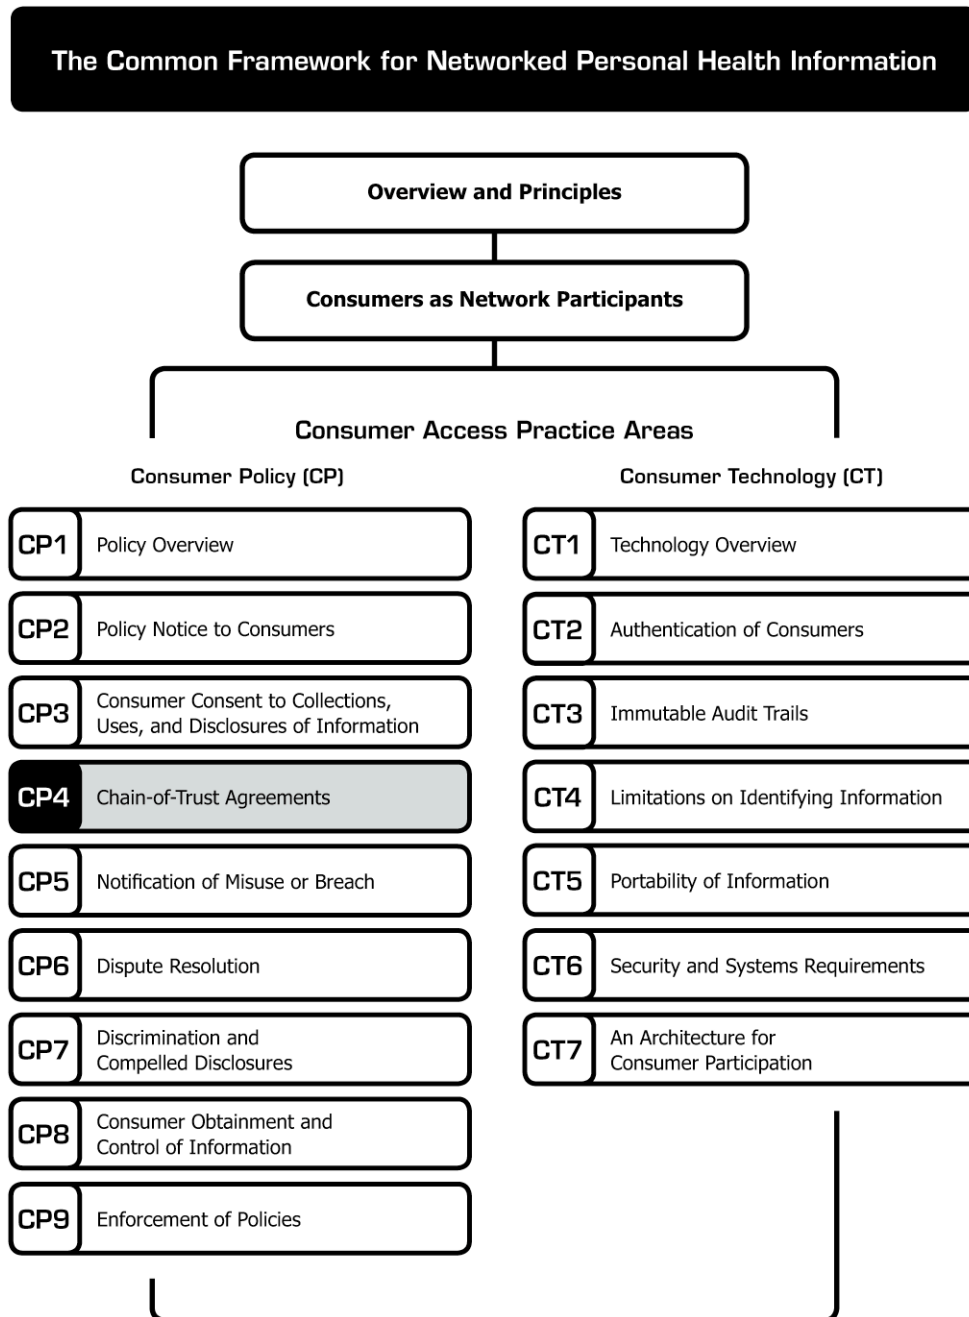 The Common Framework for Networked Personal Health Information
Overview and Principles
Consumers as Network Participants
Consumer Access Practice Areas
Consumer Policy (CP)
CP1 Policy Overview
CP2 Policy Notice to Consumers
CP3 Consumer Consent to Collections,
Uses, and Disclosures of Information
CP4 Chain-of-Trust Agreements
CP5 Notification of Misuse or Breach
CP6 Dispute Resolution
CP7 Discrimination and
Compelled Disclosures
CP8 Consumer Obtainment and
Control of Information
CP9 Enforcement of Policies
Consumer Technology (CT)
CT1 Technology Overview
CT2 Authentication of Consumers
CT3 Immutable Audit Trails
CT4 Limitations on Identifying Information
CT5 Portability of Information
CT6 Security and Systems Requirements
CT7 An Architecture for
Consumer Participation